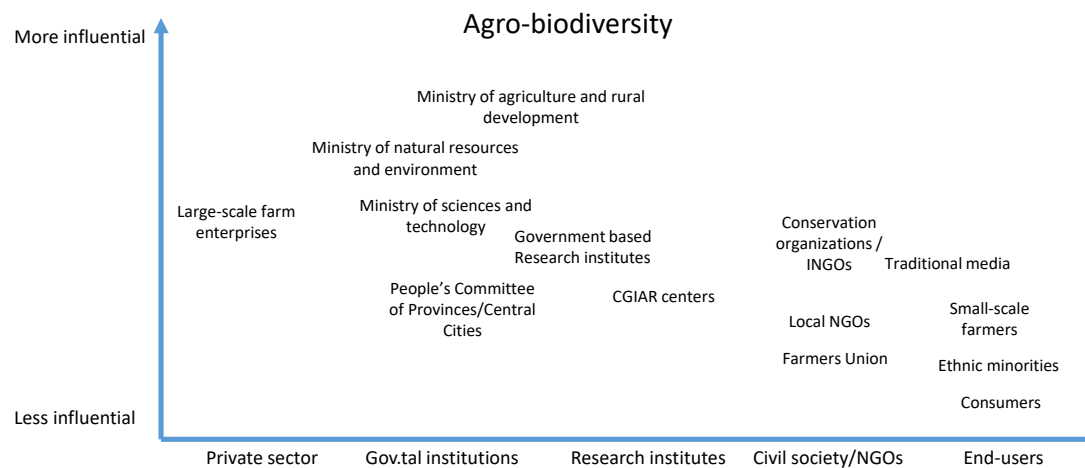 Agro-biodiversity
More influential
Ministry of agriculture and rural
development
Ministry of natural resources
and environment
Large-scale farm
enterprises
Ministry of sciences and
technology
Government based
Research institutes
Conservation
organizations /
INGOs
Traditional media
People’s Committee
of Provinces/Central
Cities
CGIAR centers
Local NGOs
Small-scale
farmers
Farmers Union
Ethnic minorities
Consumers
Less influential
Private sector
Gov.tal institutions
Research institutes
Civil society/NGOs
End-users